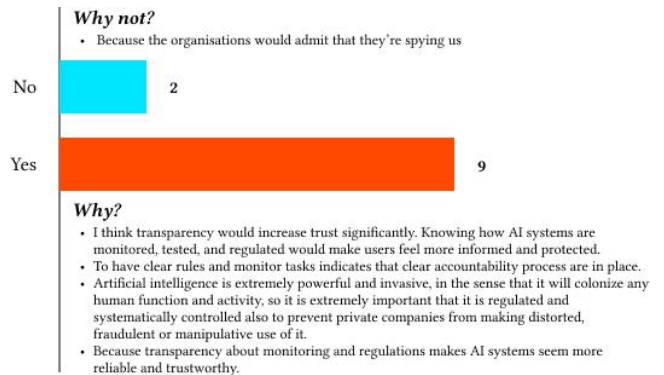 Why not?
• Because the organisations would admit that they're spying us
No
2
Yes
9
Why?
• I think transparency would increase trust significantly. Knowing how AI systems are
monitored, tested, and regulated would make users feel more informed and protected.
• To have clear rules and monitor tasks indicates that clear accountability process are in place.
• Artificial intelligence is extremely powerful and invasive, in the sense that it will colonize any
human function and activity, so it is extremely important that it is regulated and
systematically controlled also to prevent private companies from making distorted,
fraudulent or manipulative use of it.
• Because transparency about monitoring and regulations makes AI systems seem more
reliable and trustworthy.